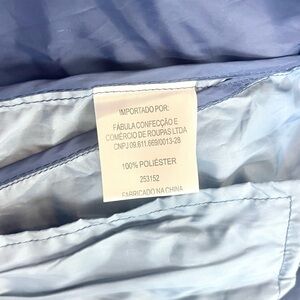 IMPORTADO POR:
FÁBULA CONFECÇÃO E
COMÉRCIO DE ROUPAS LTDA
CNPJ 09.611.669/0013-28
100% POLIÉSTER
253152
FABRICADO NA CHINA